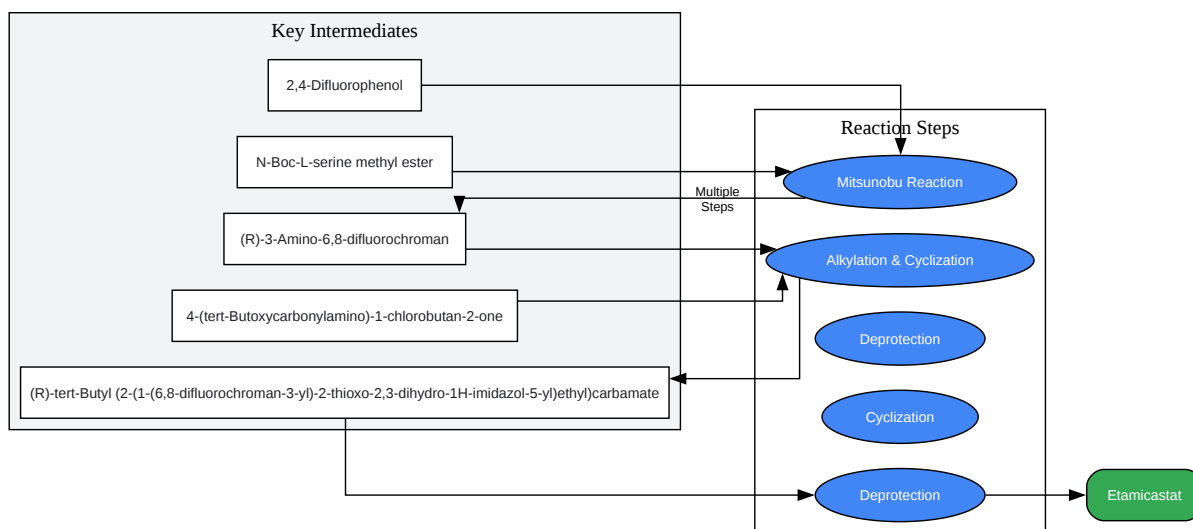 Key Intermediates
2,4-Difluorophenol
N-Boc-L-serine methyl ester
(R)-3-Amino-6,8-difluorochroman
4-(tert-Butoxycarbonylamino)-1-chlorobutan-2-one
(R)-tert-Butyl (2-(1-(6,8-difluorochroman-3-yl)-2-thioxo-2,3-dihydro-1H-imidazol-5-yl)ethyl)carbamate
Multiple
Steps
Reaction Steps
Mitsunobu Reaction
Alkylation & Cyclization
Deprotection
Cyclization
Deprotection
Etamicastat